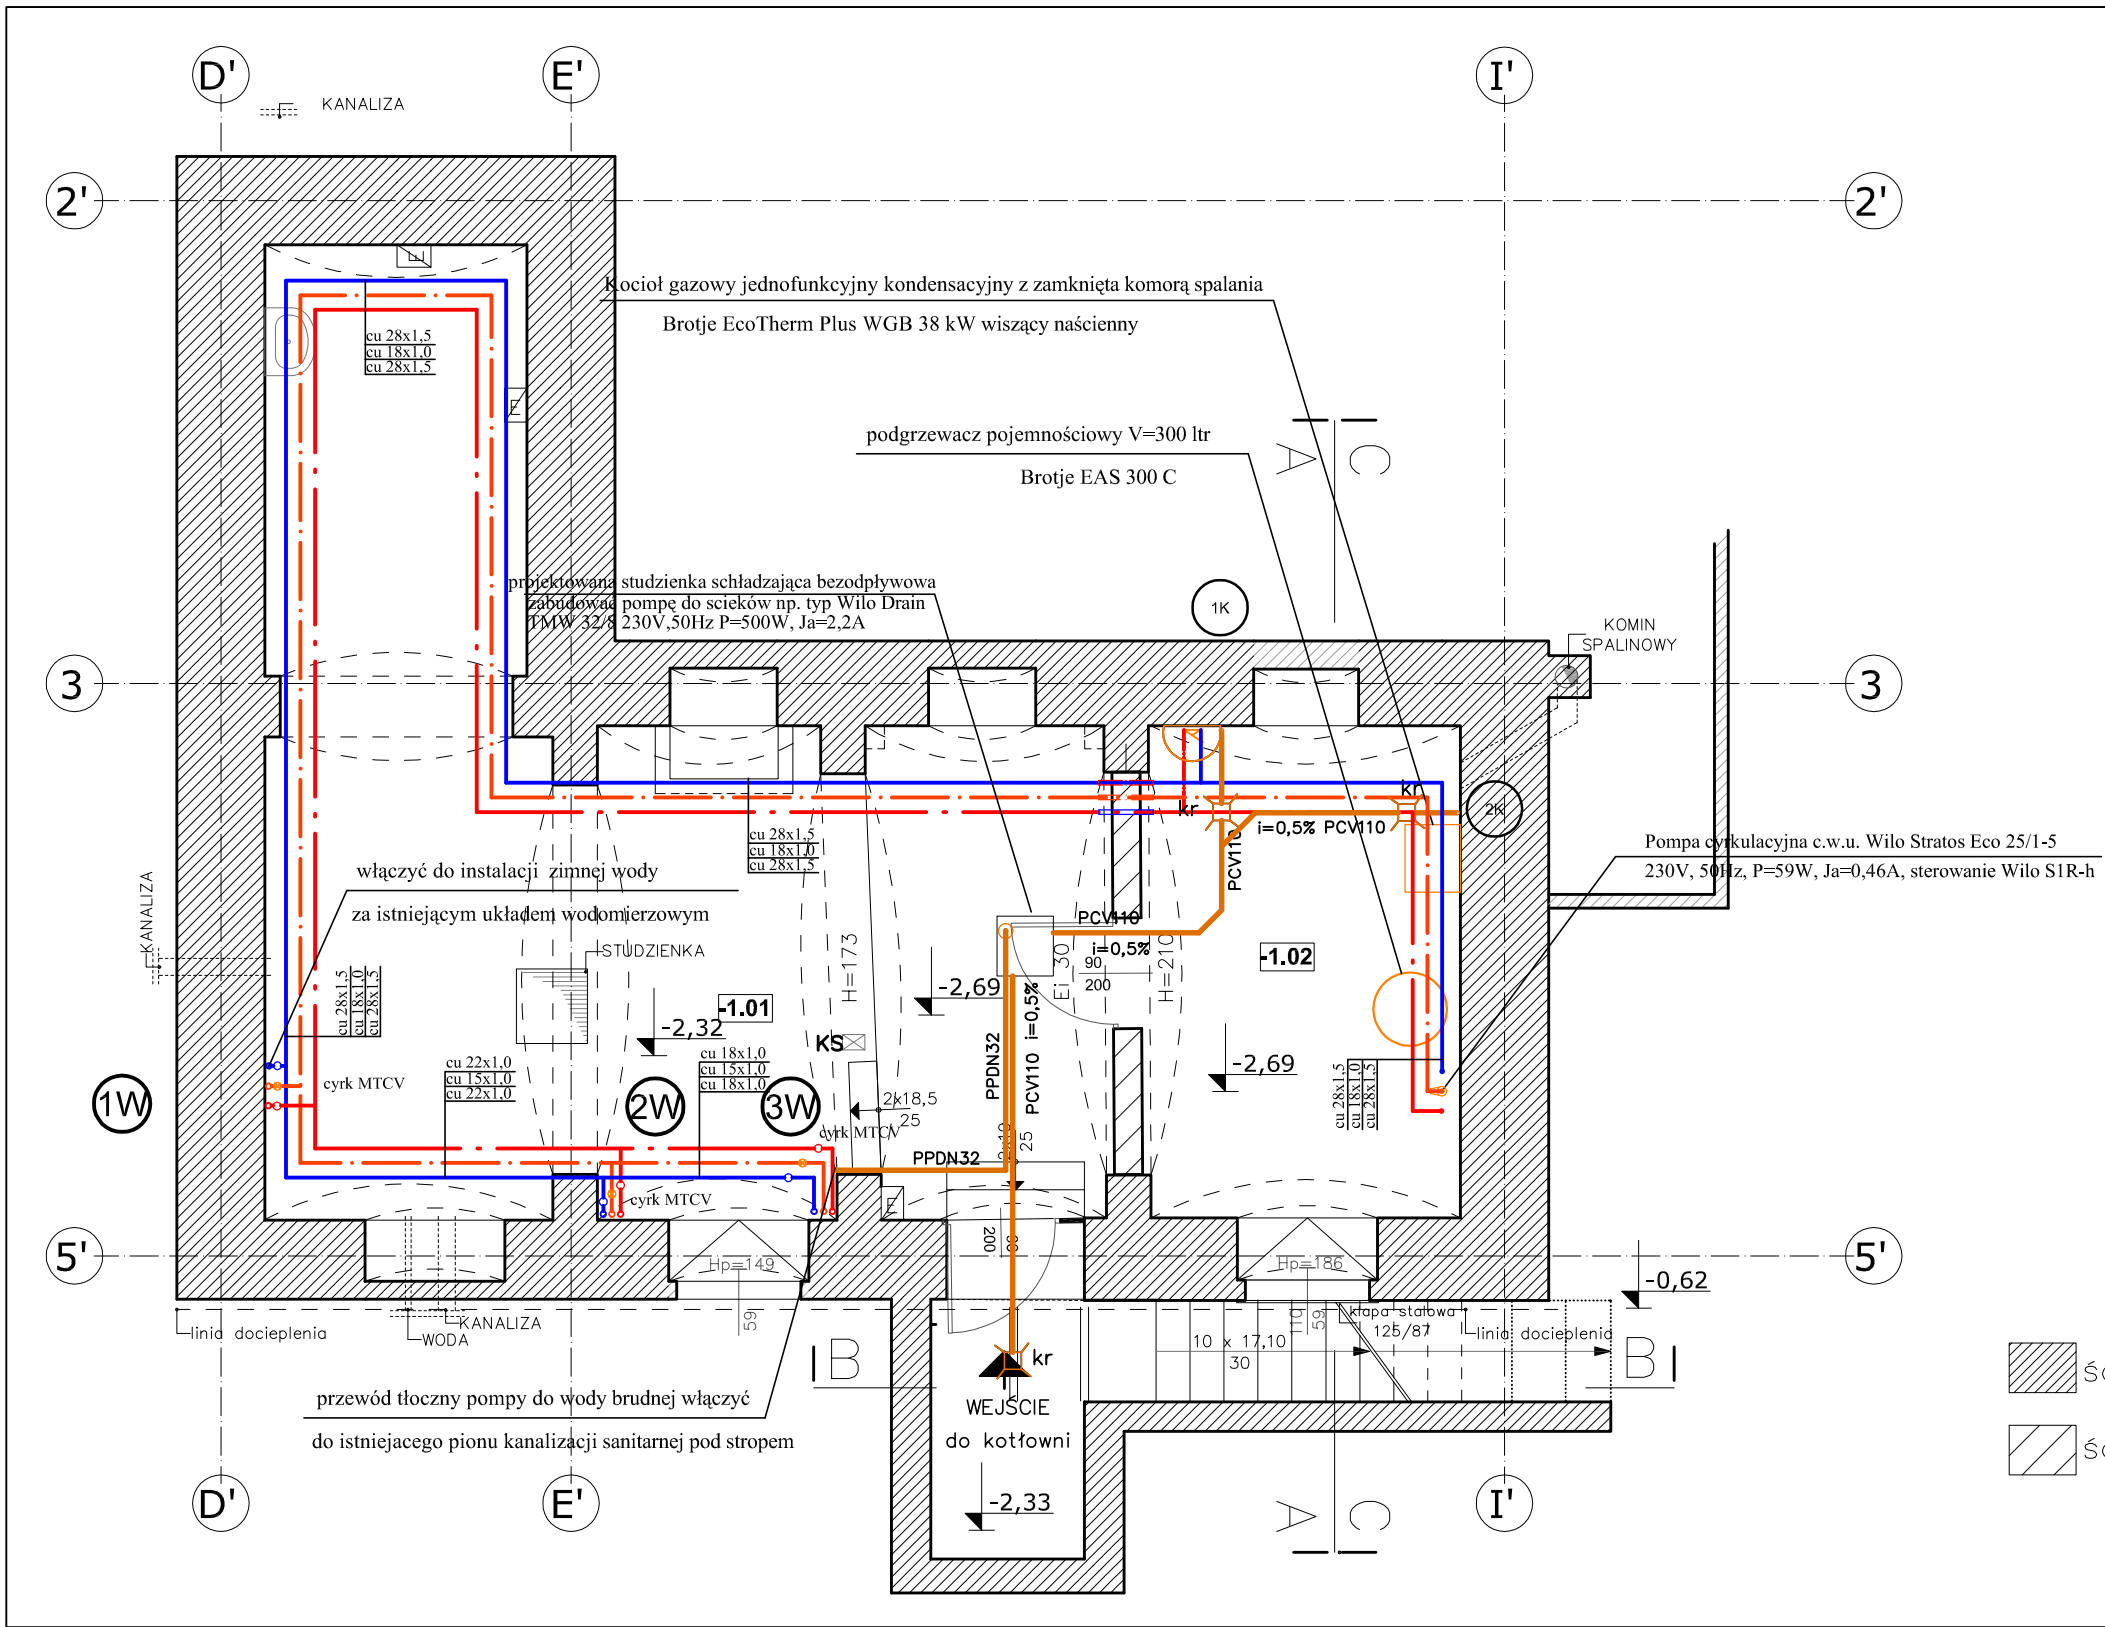 D'
E'
I'
KANALIZA
2'
2'
E
Kocioł gazowy jednofunkcyjny kondensacyjny z zamknięta komorą spalania
Brotje EcoTherm Plus WGB 38 kW wiszący naścienny
cu 28x1,5
cu 18x1,0
cu 28x1,5
E
podgrzewacz pojemnościowy V=300 ltr
Brotje EAS 300 C
A
C
projektowana studzienka schładzająca bezodpływowa
zabudować pompę do scieków np. typ Wilo Drain
TMW 32/8 230V,50Hz P=500W, Ja=2,2A
1K
KOMIN
SPALINOWY
3
3
kr
kr
2K
i=0,5% PCV110
PCV110
cu 28x1,5
cu 18x1,0
cu 28x1,5
Pompa cyrkulacyjna c.w.u. Wilo Stratos Eco 25/1-5
230V, 50Hz, P=59W, Ja=0,46A, sterowanie Wilo S1R-h
włączyć do instalacji zimnej wody
za istniejącym układem wodomierzowym
KANALIZA
STUDZIENKA
PCV110
i=0,5%
90
200
Ei 30
H=173
H=210
-1.02
-1.01
-2,69
-2,32
-2,69
cu 28x1,5
cu 18x1,0
cu 28x1,5
KS
PPDN32
PCV110 i=0,5%
cu 22x1,0
cu 15x1,0
cu 22x1,0
cu 18x1,0
cu 15x1,0
cu 18x1,0
cu 28x1,5
cu 18x1,0
cu 28x1,5
cyrk MTCV
1W
2W
3W
2x18,5
25
cyrk MTCV
25
PPDN32
cyrk MTCV
E
200
90
5'
5'
Hp=149
59
Hp=186
110
59
-0,62
linia docieplenia
WODA
KANALIZA
klapa stalowa
125/87
linia docieplenia
10 x 17,10
30
B
B
kr
WEJŚCIE
do kotłowni
przewód tłoczny pompy do wody brudnej włączyć
do istniejacego pionu kanalizacji sanitarnej pod stropem
-2,33
D'
E'
I'
A
C